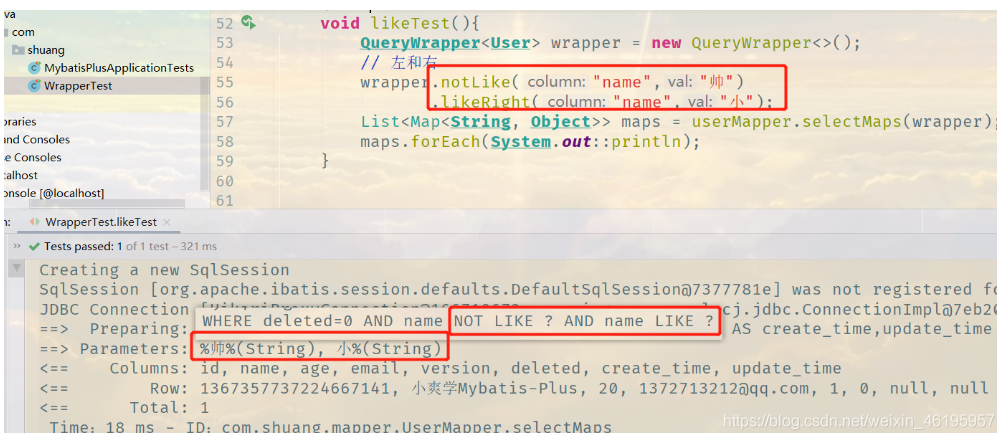 va
com
shuang
MybatisPlusApplicationTests
WrapperTest
braries
and Consoles
e Consoles
calhost
onsole [@localhost]
52 void likeTest(){
53 QueryWrapper<User> wrapper = new QueryWrapper<>();
54 // 左和右
55 wrapper.notLike( column: "name", val: "帅")
56 .likeRight( column: "name", val: "小");
57 List<Map<String, Object>> maps = userMapper.selectMaps(wrapper);
58 maps.forEach(System.out::println);
59 }
60
61
n: WrapperTest.likeTest ×
» Tests passed: 1 of 1 test – 321 ms
Creating a new SqlSession
SqlSession [org.apache.ibatis.session.defaults.DefaultSqlSession@7377781e] was not registered fo
JDBC Connection cj.jdbc.ConnectionImpl@7eb20
==> Preparing: WHERE deleted=0 AND name NOT LIKE ? AND name LIKE ? AS create_time,update_time
==> Parameters: %帅%(String), 小%(String)
<== Columns: id, name, age, email, version, deleted, create_time, update_time
<== Row: 1367357737224667141, 小爽学Mybatis-Plus, 20, 1372713212@qq.com, 1, 0, null, null
<== Total: 1
Time：18 ms - ID：com.shuang.mapper.UserMapper.selectMaps
https://blog.csdn.net/weixin_46195957